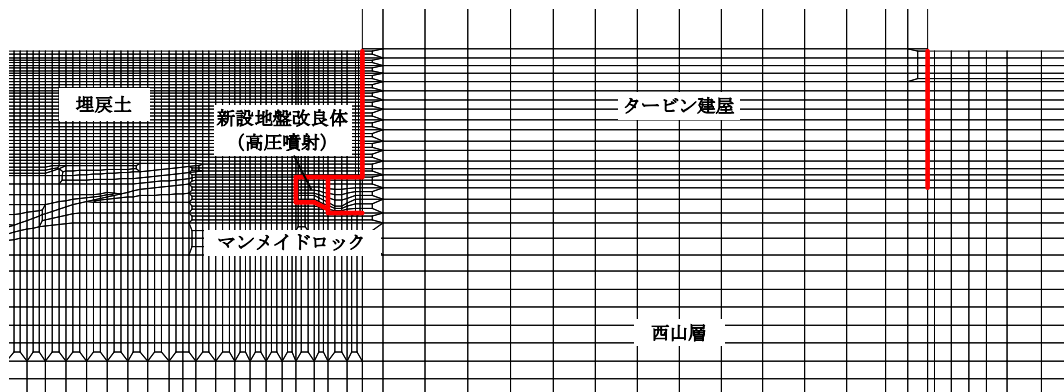 埋戻土
新設地盤改良体
(高圧噴射)
タービン建屋
マンメイドロック
西山層